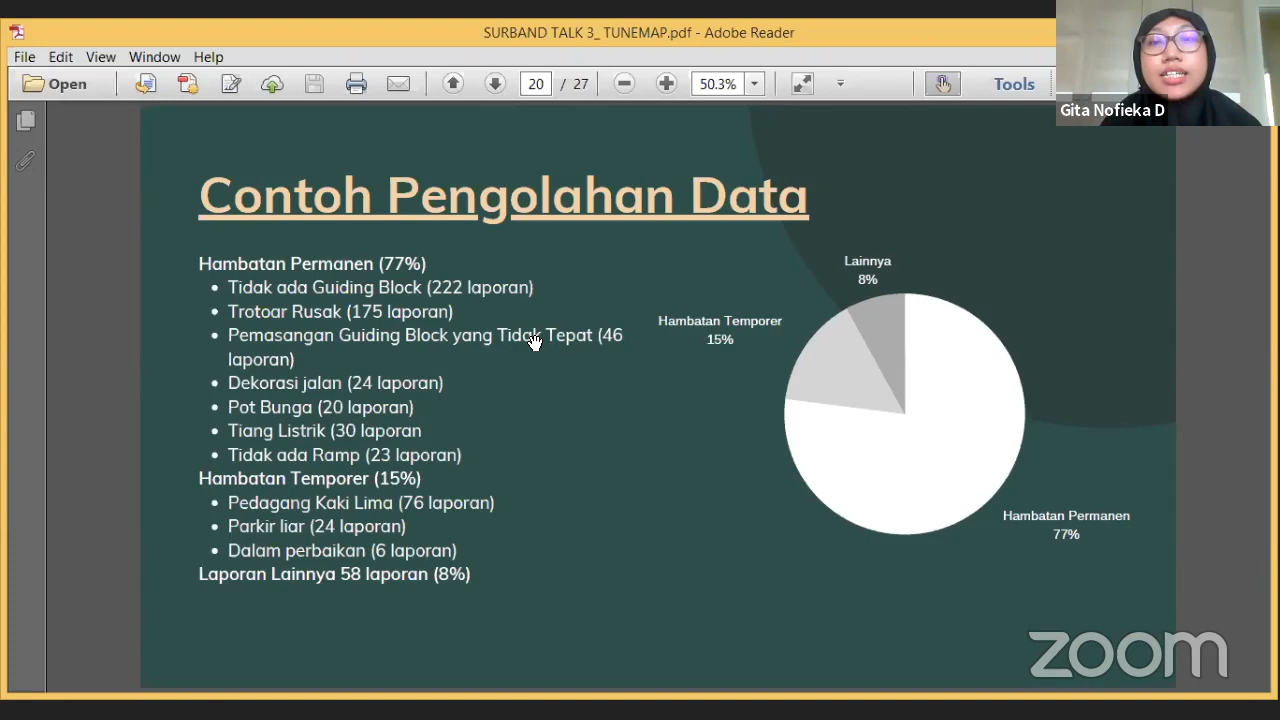 SURBAND TALK 3_ TUNEMAP.pdf - Adobe Reader
File Edit View Window Help
Open 20 / 27 50.3% Tools
Gita Nofieka D
Contoh Pengolahan Data
Hambatan Permanen (77%)
• Tidak ada Guiding Block (222 laporan)
• Trotoar Rusak (175 laporan)
• Pemasangan Guiding Block yang Tidak Tepat (46
laporan)
• Dekorasi jalan (24 laporan)
• Pot Bunga (20 laporan)
• Tiang Listrik (30 laporan
• Tidak ada Ramp (23 laporan)
Hambatan Temporer (15%)
• Pedagang Kaki Lima (76 laporan)
• Parkir liar (24 laporan)
• Dalam perbaikan (6 laporan)
Laporan Lainnya 58 laporan (8%)
Lainnya
8%
Hambatan Temporer
15%
Hambatan Permanen
77%
zoom